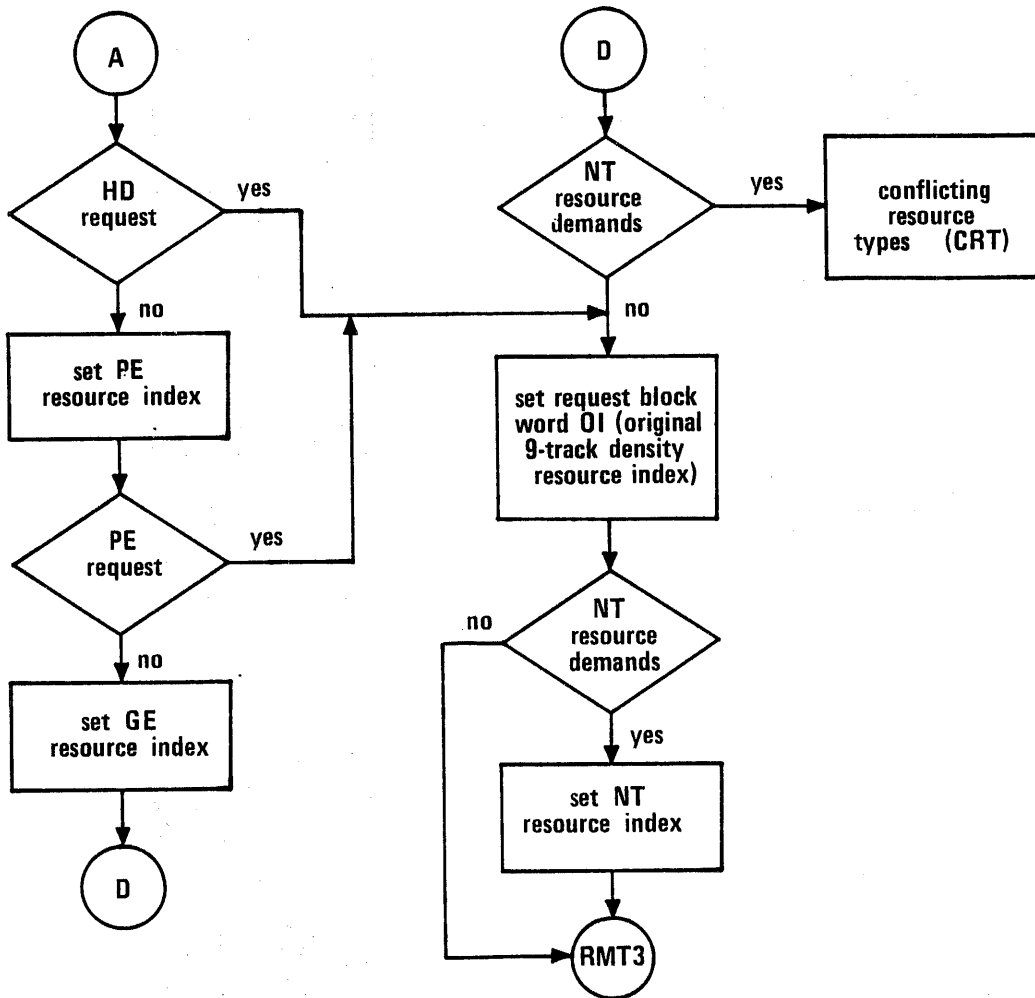 A
HD
request
yes
no
set PE
resource index
PE
request
yes
no
set GE
resource index
D
D
NT
resource
demands
yes
conflicting
resource
types (CRT)
no
set request block
word OI (original
9-track density
resource index)
NT
resource
demands
no
yes
set NT
resource index
RMT3